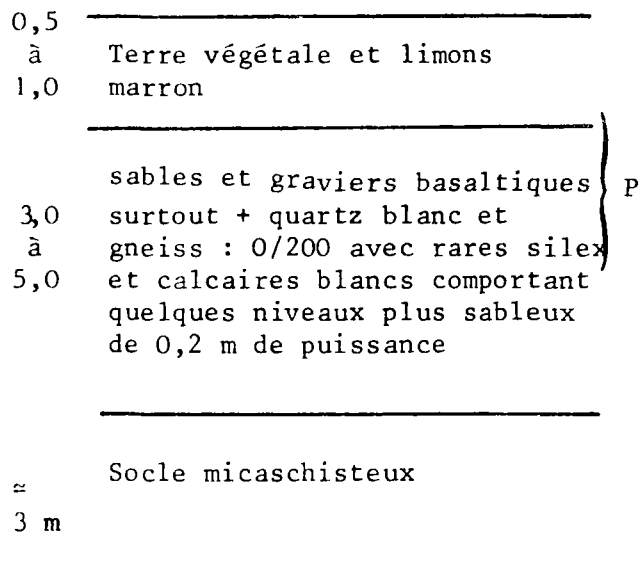 0,5
à Terre végétale et limons
1,0 marron
sables et graviers basaltiques P
3,0 surtout + quartz blanc et
à gneiss : 0/200 avec rares silex
5,0 et calcaires blancs comportant
quelques niveaux plus sableux
de 0,2 m de puissance
Socle micaschisteux
≃
3 m